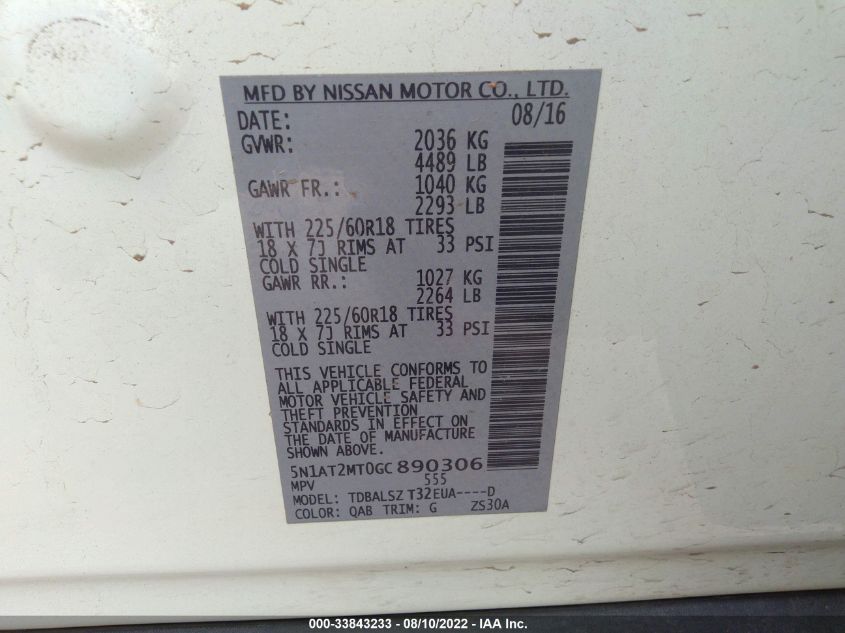 MFD BY NISSAN MOTOR CO., LTD.
DATE: 08/16
GVWR: 2036 KG
4489 LB
GAWR FR.: 1040 KG
2293 LB
WITH 225/60R18 TIRES
18 X 7J RIMS AT 33 PSI
COLD SINGLE
GAWR RR.: 1027 KG
2264 LB
WITH 225/60R18 TIRES
18 X 7J RIMS AT 33 PSI
COLD SINGLE
THIS VEHICLE CONFORMS TO
ALL APPLICABLE FEDERAL
MOTOR VEHICLE SAFETY AND
THEFT PREVENTION
STANDARDS IN EFFECT ON
THE DATE OF MANUFACTURE
SHOWN ABOVE.
5N1AT2MT0GC890306
MPV 555
MODEL: TDBALSZ T32EUA----D
COLOR: QAB TRIM: G ZS30A
000-33843233 - 08/10/2022 - IAA Inc.